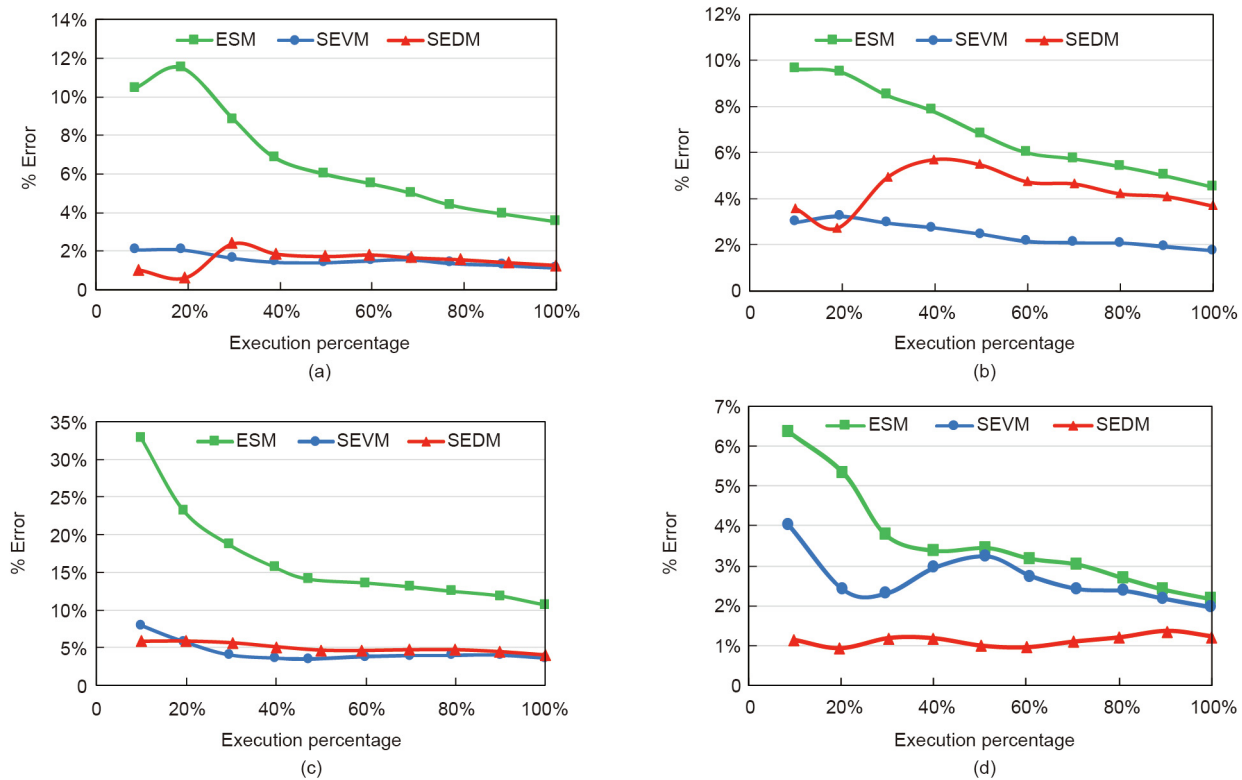 14%
12%
10%
8%
6%
4%
2%
0
% Error
ESM SEVM SEDM
0 20% 40% 60% 80% 100%
Execution percentage
(a)
12%
10%
8%
6%
4%
2%
0
% Error
ESM SEVM SEDM
0 20% 40% 60% 80% 100%
Execution percentage
(b)
35%
30%
25%
20%
15%
10%
5%
0
% Error
ESM SEVM SEDM
0 20% 40% 60% 80% 100%
Execution percentage
(c)
7%
6%
5%
4%
3%
2%
1%
0
% Error
ESM SEVM SEDM
0 20% 40% 60% 80% 100%
Execution percentage
(d)